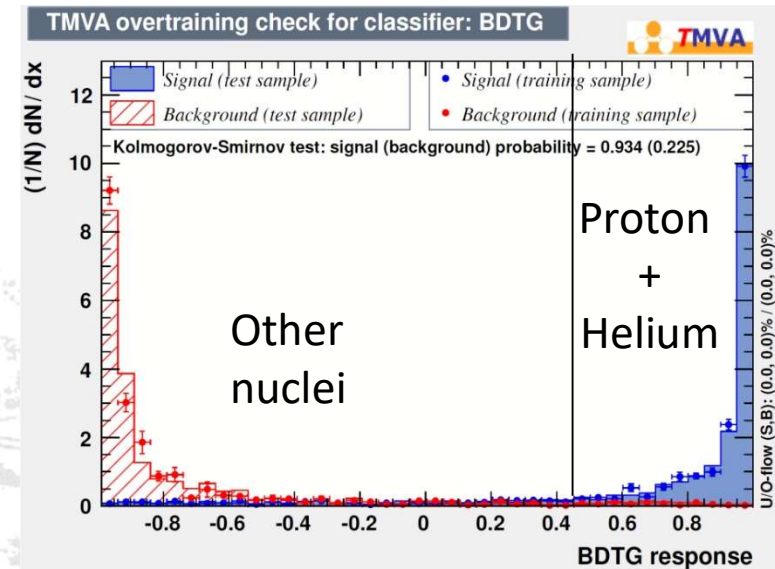 TMVA overtraining check for classifier: BDTG
TMVA
(1/N) dN/ dx
Signal (test sample)
Background (test sample)
Signal (training sample)
Background (training sample)
Kolmogorov-Smirnov test: signal (background) probability = 0.934 (0.225)
12
10
8
6
4
2
0
Other
nuclei
Proton
+
Helium
-0.8 -0.6 -0.4 -0.2 0 0.2 0.4 0.6 0.8
BDTG response
U/O-flow (S,B): (0.0, 0.0)% / (0.0, 0.0)%